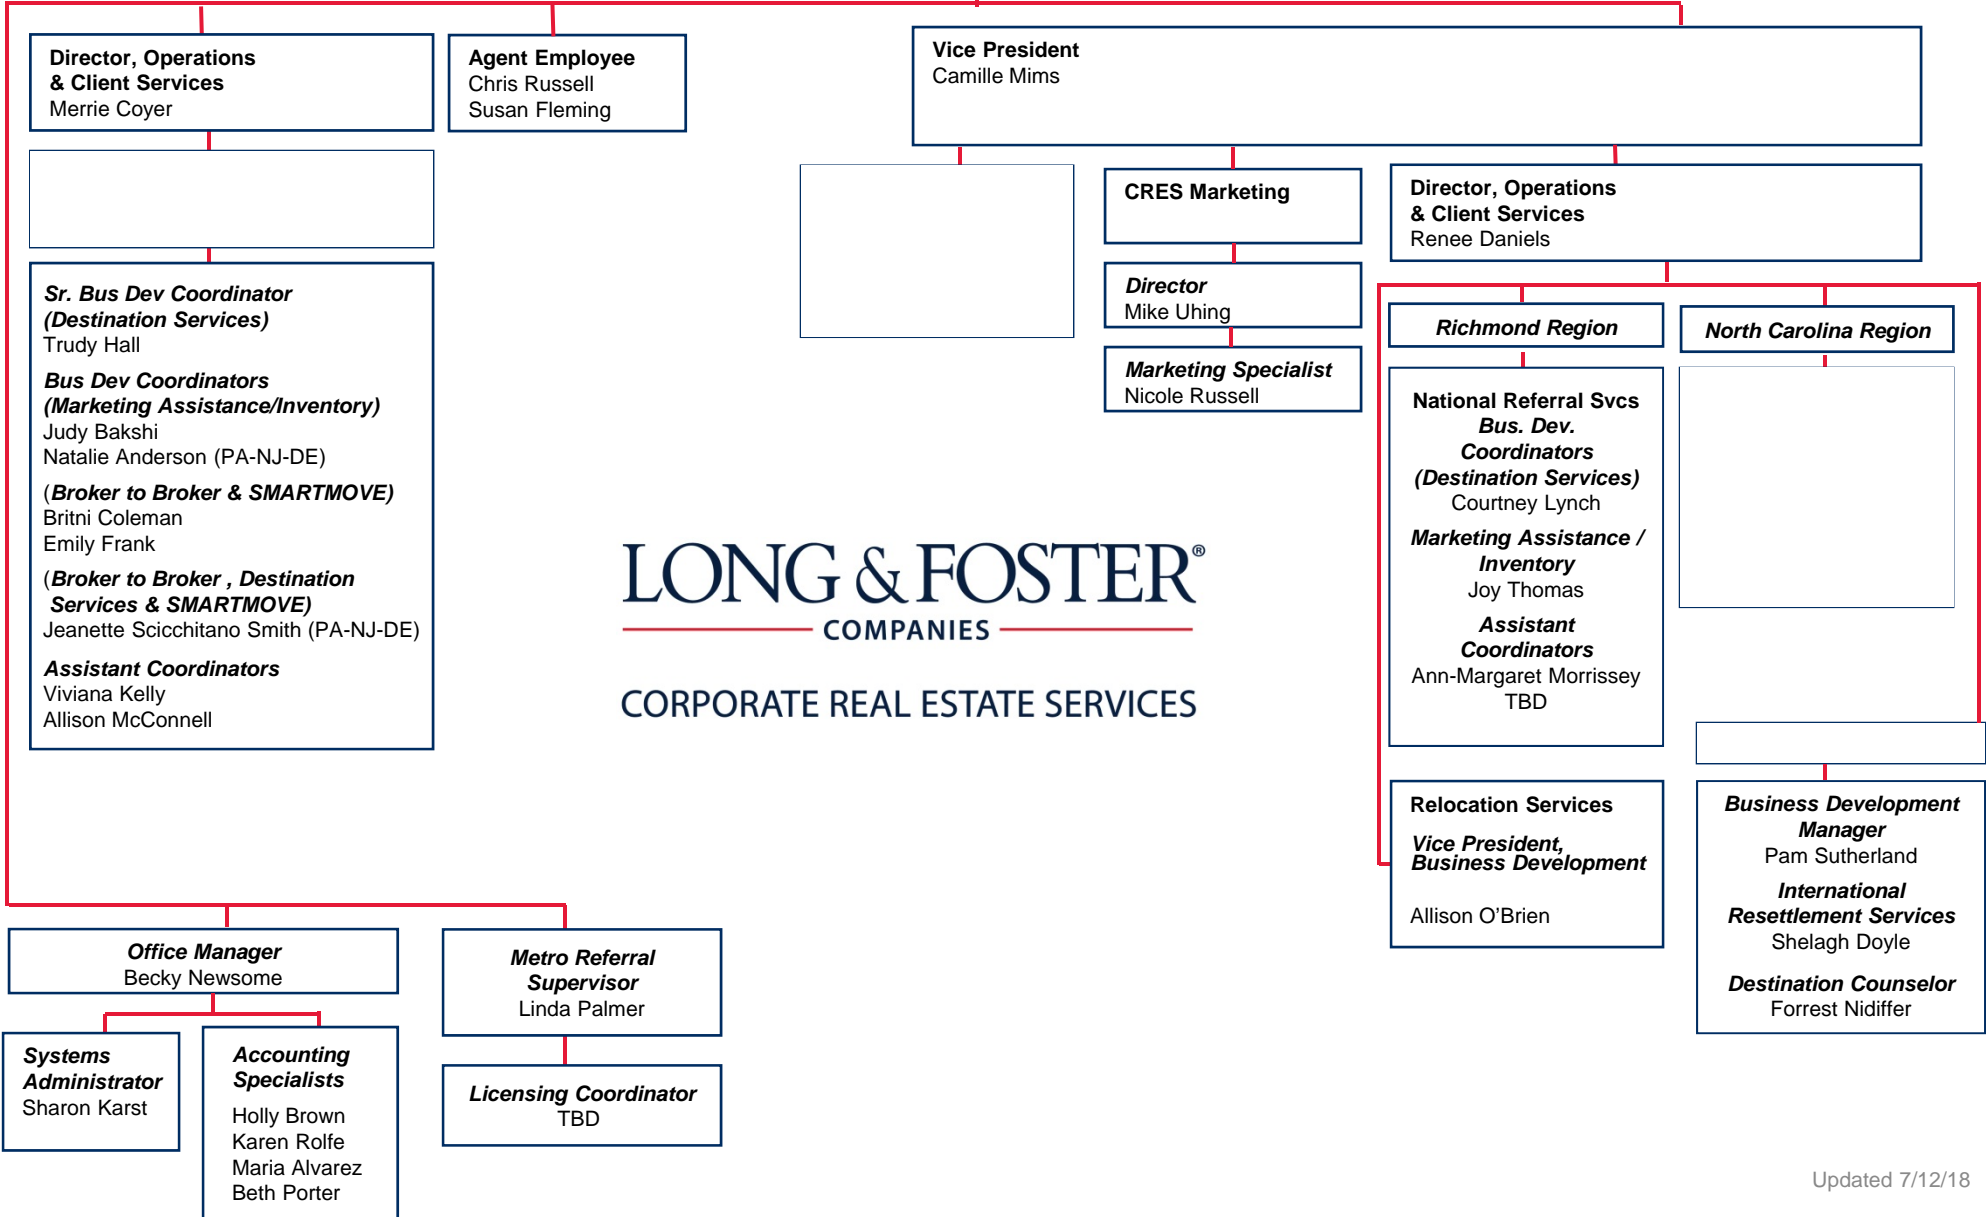 Director, Operations
& Client Services
Merrie Coyer
Agent Employee
Chris Russell
Susan Fleming
Vice President
Camille Mims
CRES Marketing
Director
Mike Uhing
Marketing Specialist
Nicole Russell
Director, Operations
& Client Services
Renee Daniels
Sr. Bus Dev Coordinator
(Destination Services)
Trudy Hall
Bus Dev Coordinators
(Marketing Assistance/Inventory)
Judy Bakshi
Natalie Anderson (PA-NJ-DE)
(Broker to Broker & SMARTMOVE)
Britni Coleman
Emily Frank
(Broker to Broker , Destination
Services & SMARTMOVE)
Jeanette Scicchitano Smith (PA-NJ-DE)
Assistant Coordinators
Viviana Kelly
Allison McConnell
LONG & FOSTER®
COMPANIES
CORPORATE REAL ESTATE SERVICES
Richmond Region
National Referral Svcs
Bus. Dev.
Coordinators
(Destination Services)
Courtney Lynch
Marketing Assistance /
Inventory
Joy Thomas
Assistant
Coordinators
Ann-Margaret Morrissey
TBD
North Carolina Region
Relocation Services
Vice President,
Business Development
Allison O’Brien
Business Development
Manager
Pam Sutherland
International
Resettlement Services
Shelagh Doyle
Destination Counselor
Forrest Nidiffer
Office Manager
Becky Newsome
Systems
Administrator
Sharon Karst
Accounting
Specialists
Holly Brown
Karen Rolfe
Maria Alvarez
Beth Porter
Metro Referral
Supervisor
Linda Palmer
Licensing Coordinator
TBD
Updated 7/12/18